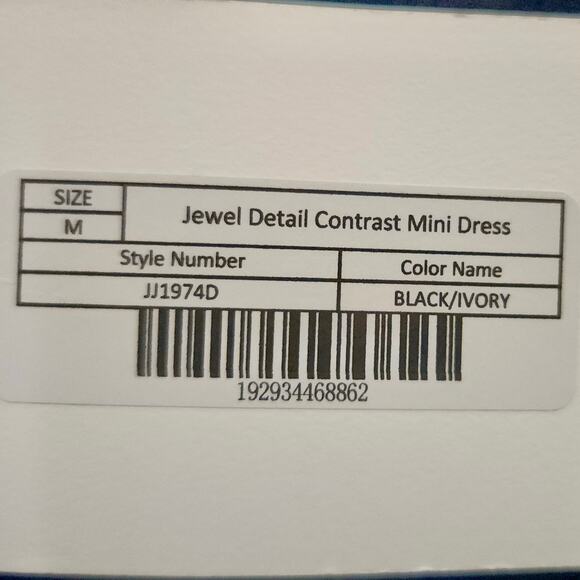 SIZE
Jewel Detail Contrast Mini Dress
M
Style Number
Color Name
JJ1974D
BLACK/IVORY
192934468862